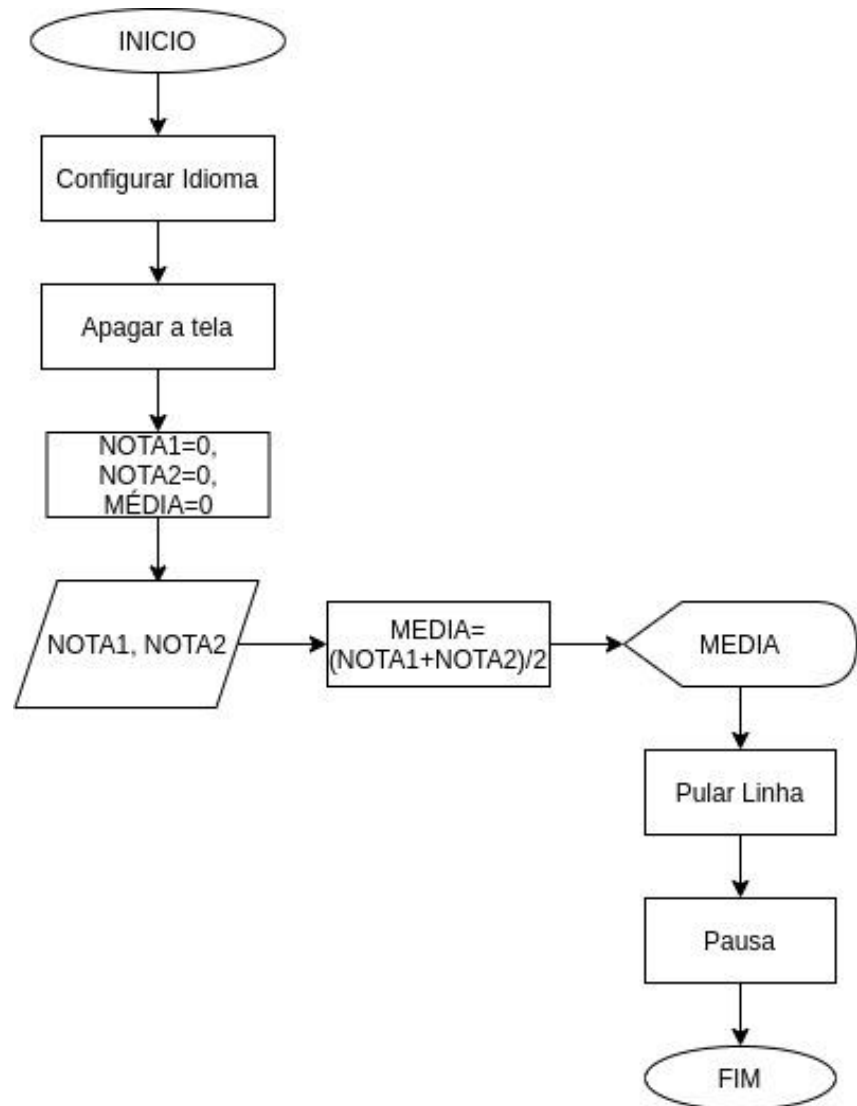 INICIO
Configurar Idioma
Apagar a tela
NOTA1=0,
NOTA2=0,
MÉDIA=0
NOTA1, NOTA2
MEDIA=
(NOTA1+NOTA2)/2
MEDIA
Pular Linha
Pausa
FIM